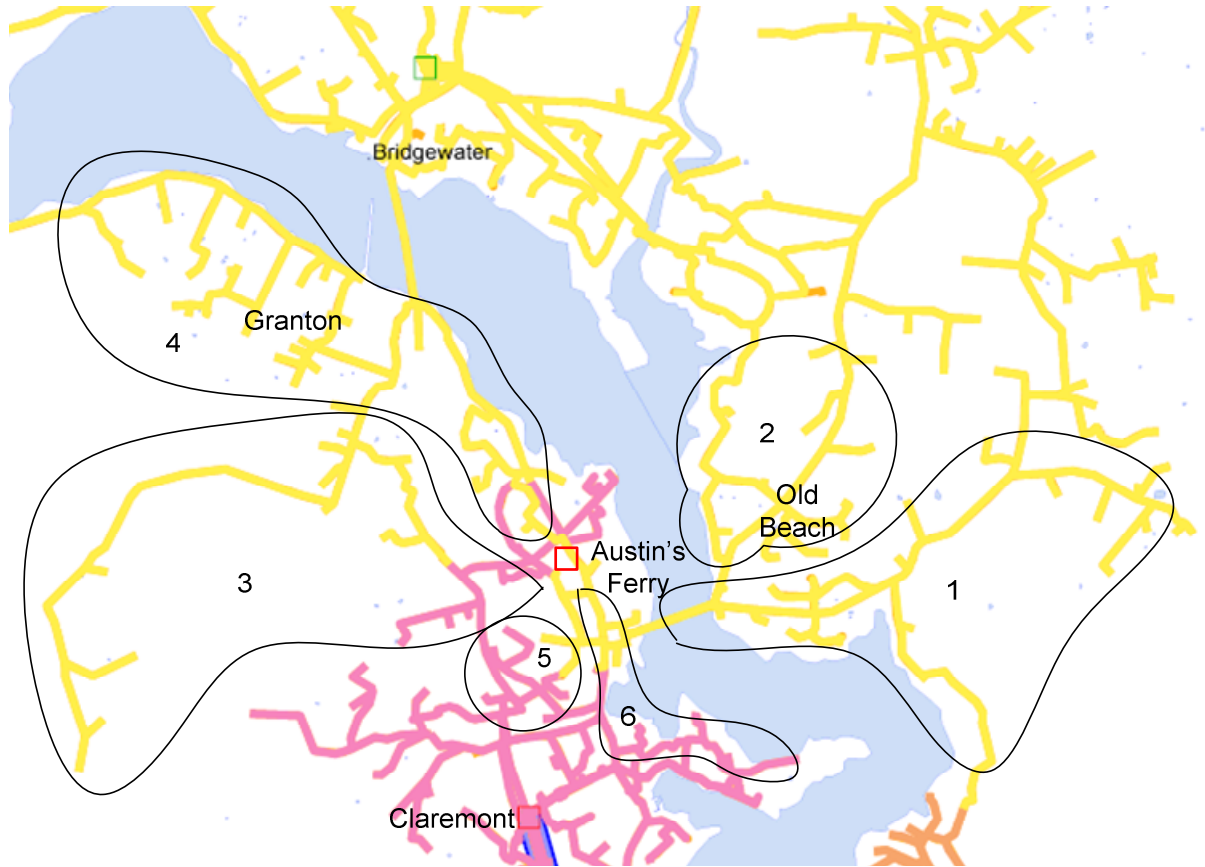 Bridgewater
4
Granton
2
Old
Beach
Austin's
Ferry
3
1
5
6
Claremont